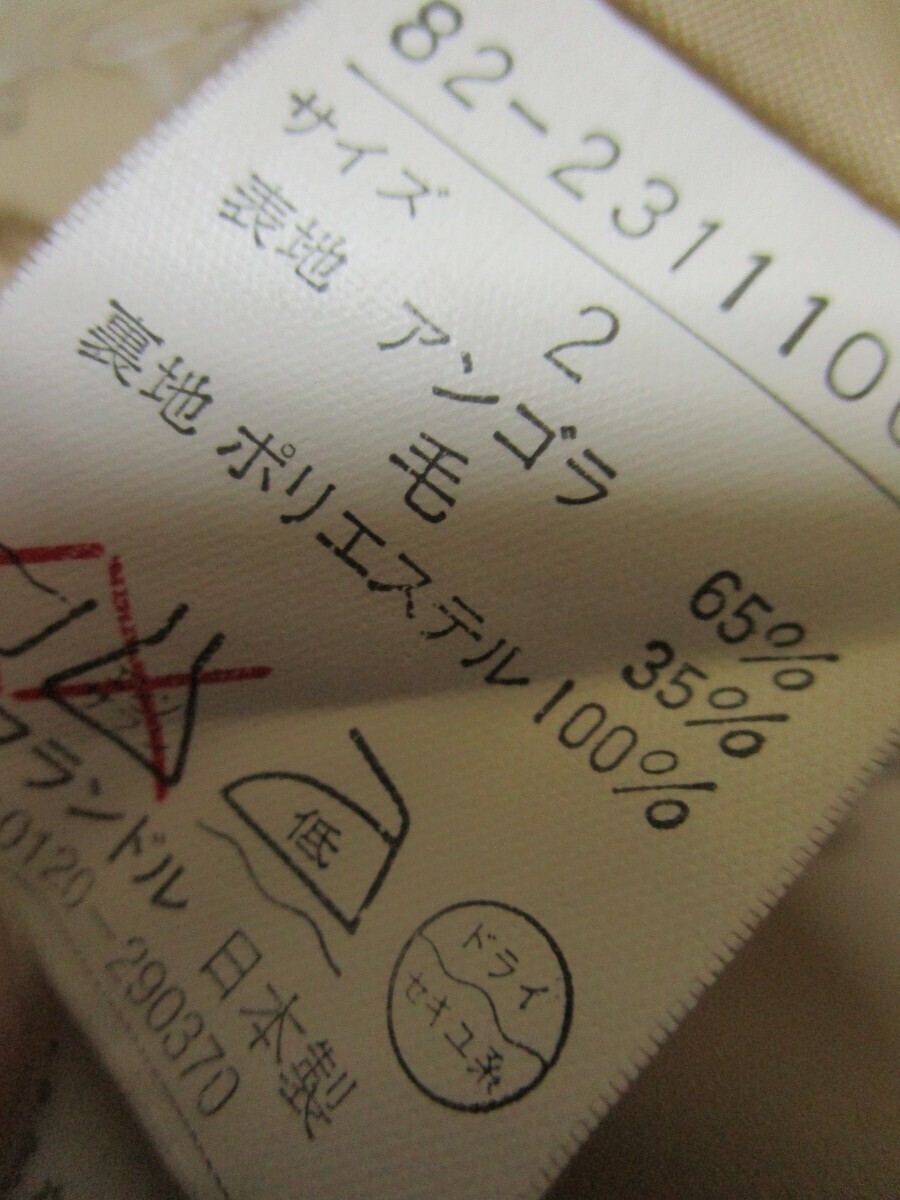 82-23110
サイズ 2
表地 アンゴラ 65%
毛 35%
裏地 ポリエステル 100%
低
ドライ
セキユ系
フランドル 日本製
0120-290370